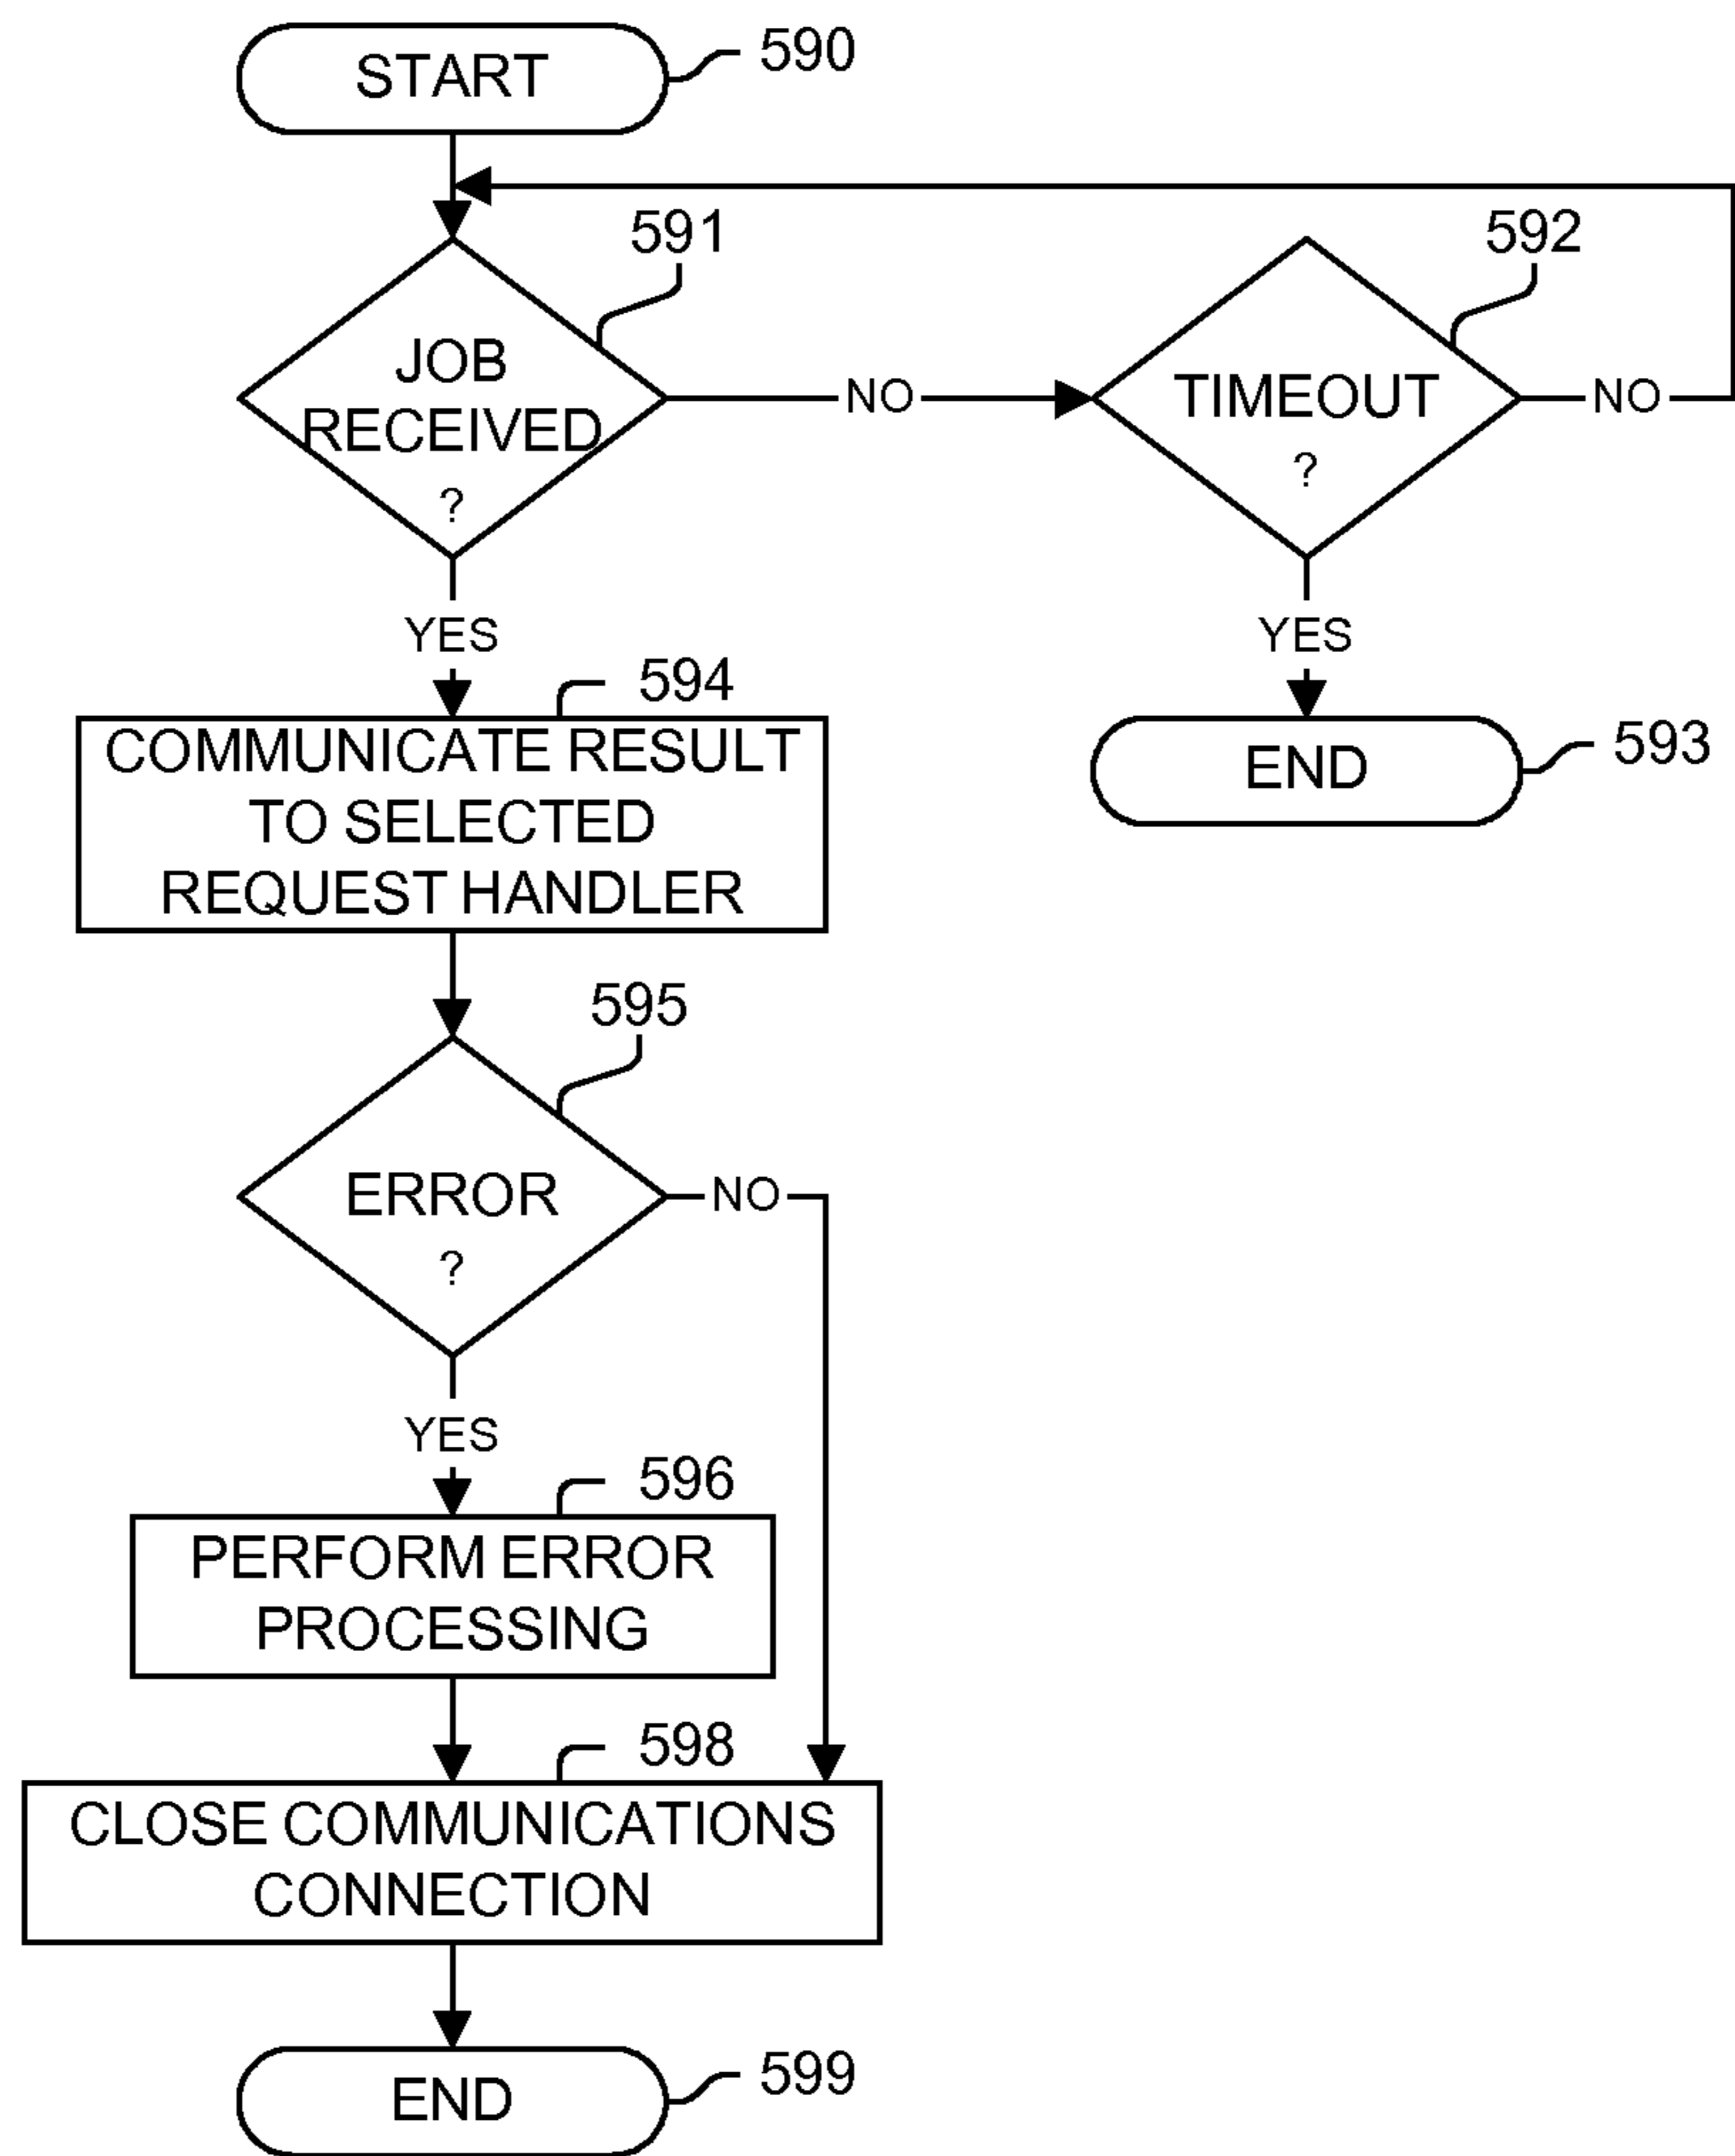 START
590
591
JOB
RECEIVED
?
NO
592
TIMEOUT
?
NO
YES
YES
594
COMMUNICATE RESULT
TO SELECTED
REQUEST HANDLER
END
593
595
ERROR
?
NO
YES
596
PERFORM ERROR
PROCESSING
598
CLOSE COMMUNICATIONS
CONNECTION
END
599